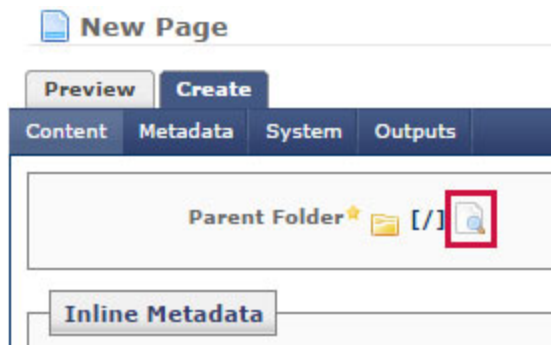 New Page
Preview Create
Content Metadata System Outputs
Parent Folder [/]
Inline Metadata